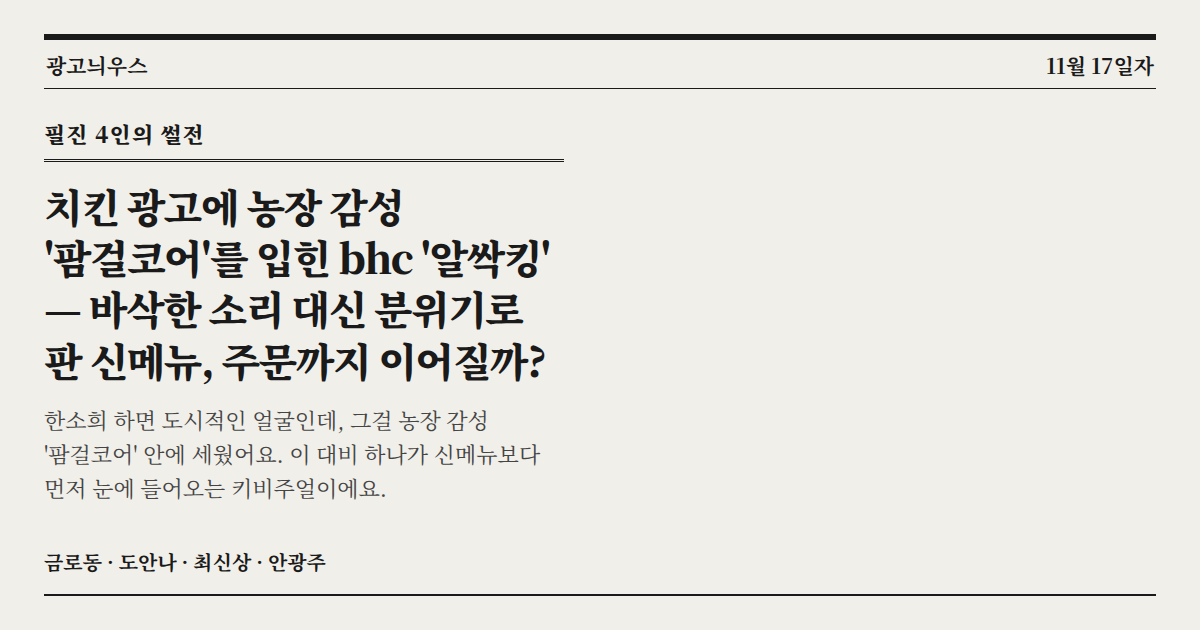 광고늬우스
11월 17일자
필진 4인의 썰전
치킨 광고에 농장 감성
'팜걸코어'를 입힌 bhc '알싹킹'
— 바삭한 소리 대신 분위기로
판 신메뉴, 주문까지 이어질까?
한소희 하면 도시적인 얼굴인데, 그걸 농장 감성
'팜걸코어' 안에 세웠어요. 이 대비 하나가 신메뉴보다
먼저 눈에 들어오는 키비주얼이에요.
금로동 · 도안나 · 최신상 · 안광주